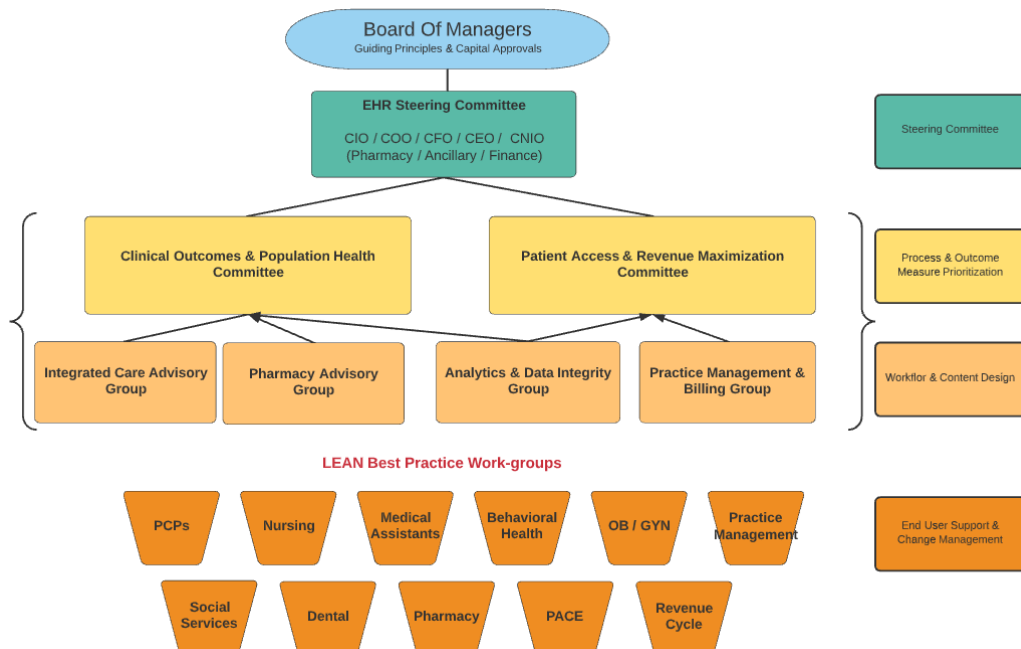 Board Of Managers
Guiding Principles & Capital Approvals
EHR Steering Committee
CIO / COO / CFO / CEO / CNIO
(Pharmacy / Ancillary / Finance)
Steering Committee
Clinical Outcomes & Population Health
Committee
Patient Access & Revenue Maximization
Committee
Process & Outcome
Measure Prioritization
Integrated Care Advisory
Group
Pharmacy Advisory
Group
Analytics & Data Integrity
Group
Practice Management &
Billing Group
Workflor & Content Design
LEAN Best Practice Work-groups
PCPs
Nursing
Medical
Assistants
Behavioral
Health
OB / GYN
Practice
Management
End User Support &
Change Management
Social
Services
Dental
Pharmacy
PACE
Revenue
Cycle